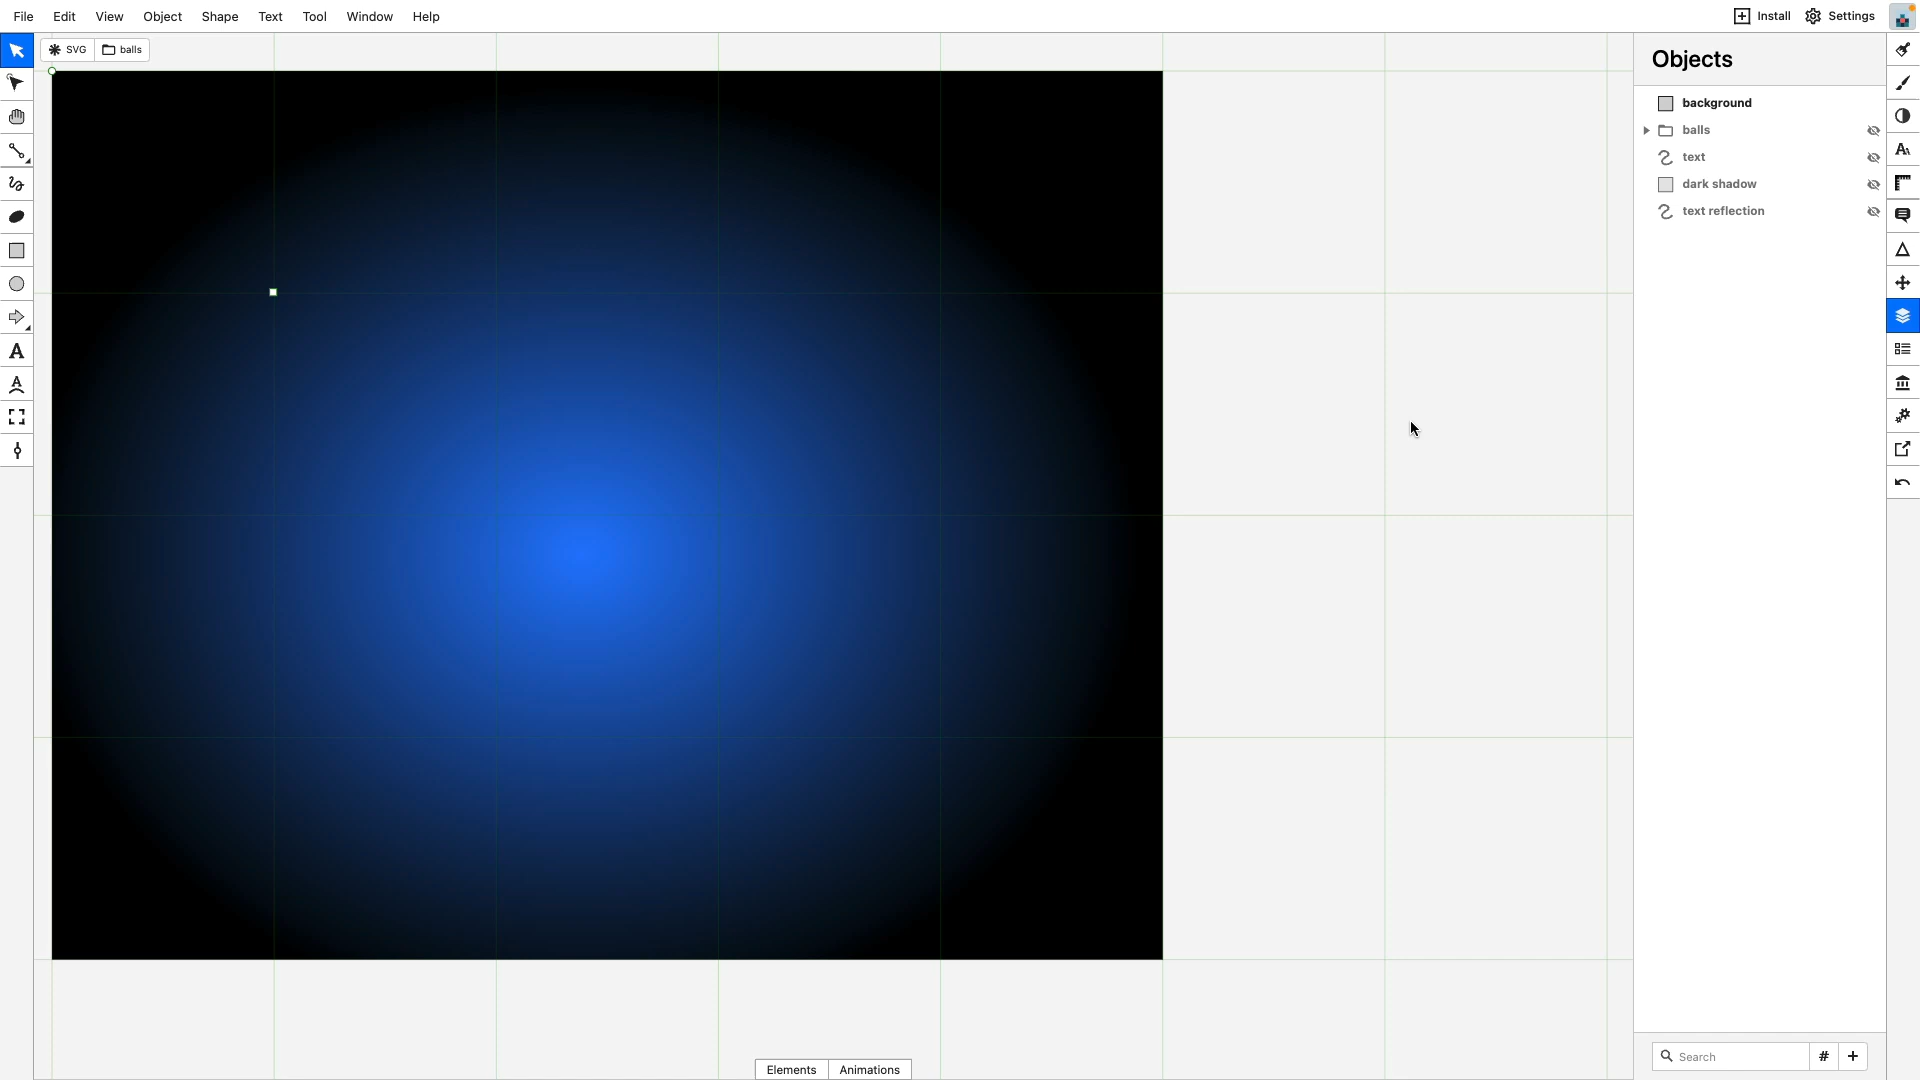 File Edit View Object Shape Text Tool Window Help
Install Settings
SVG balls
Objects
background
balls
text
dark shadow
text reflection
Search # +
Elements Animations